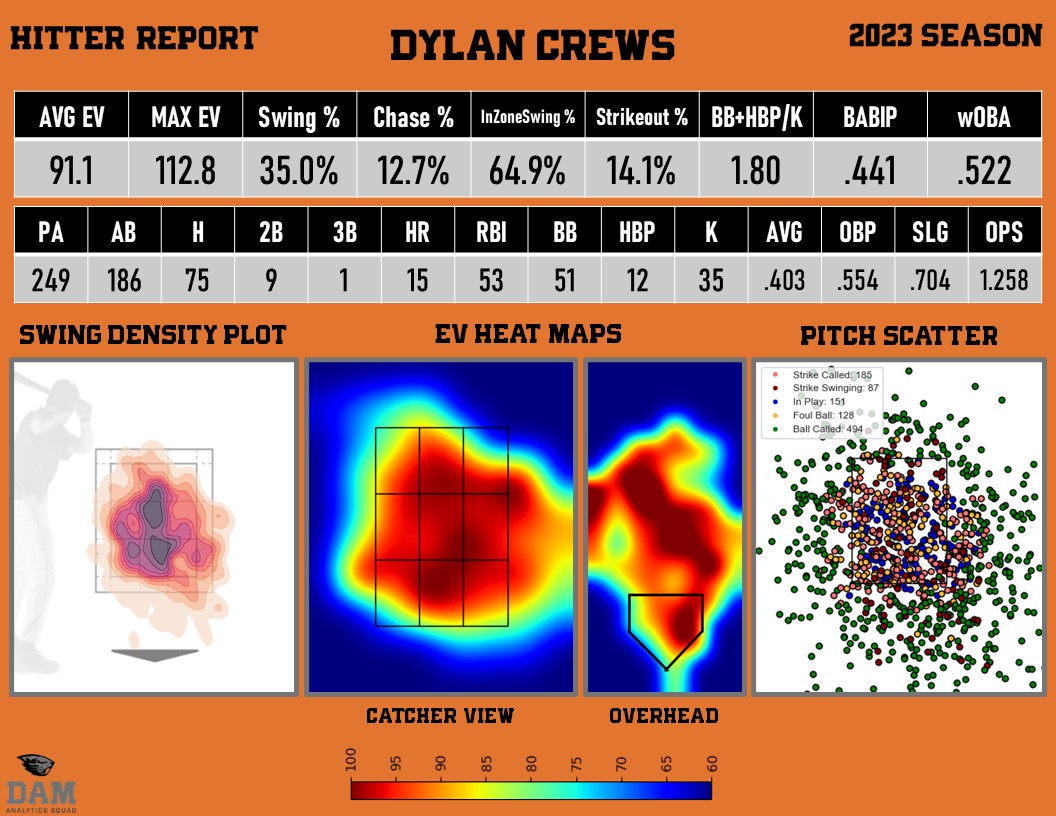 HITTER REPORT
DYLAN CREWS
2023 SEASON
AVG EV MAX EV Swing % Chase % InZoneSwing % Strikeout % BB+HBP/K BABIP wOBA
91.1 112.8 35.0% 12.7% 64.9% 14.1% 1.80 .441 .522
PA AB H 2B 3B HR RBI BB HBP K AVG OBP SLG OPS
249 186 75 9 1 15 53 51 12 35 .403 .554 .704 1.258
SWING DENSITY PLOT
EV HEAT MAPS
PITCH SCATTER
Strike Called: 185
Strike Swinging: 87
In Play: 151
Foul Ball: 128
Ball Called: 494
CATCHER VIEW
OVERHEAD
100 95 90 85 80 75 70 65 60
DAM
ANALYTICS SQUAD